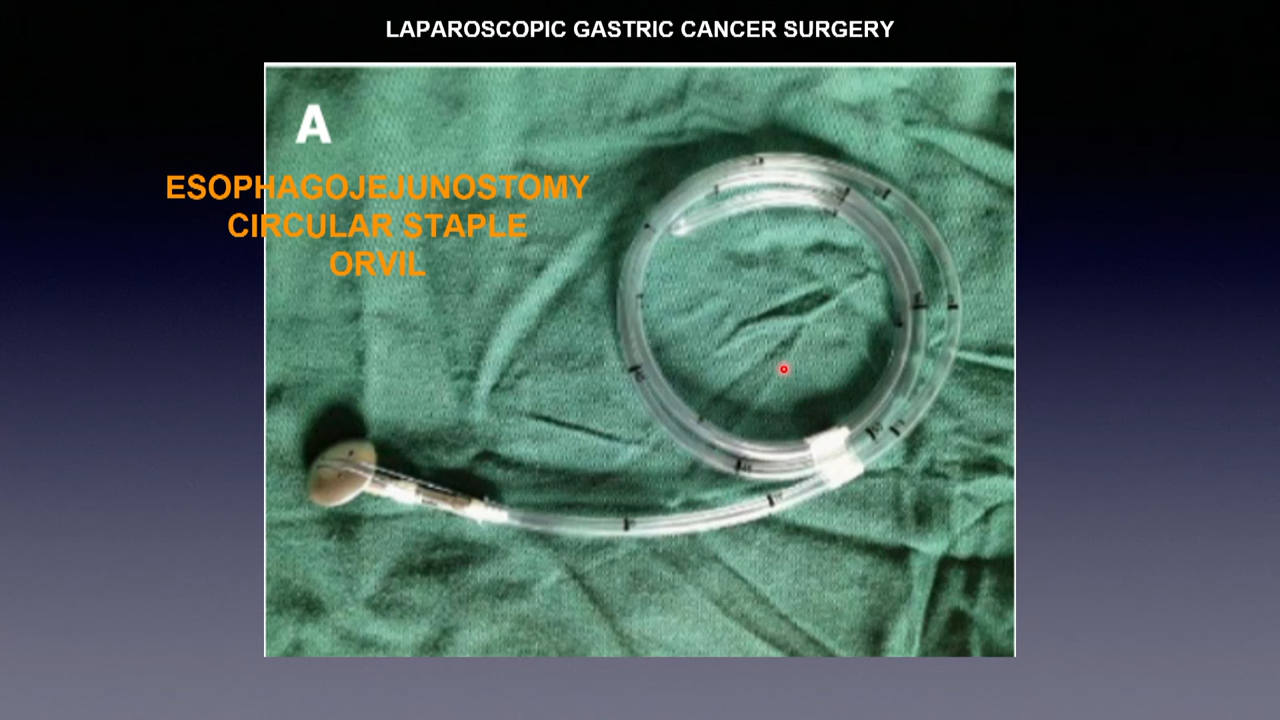 LAPAROSCOPIC GASTRIC CANCER SURGERY
A
ESOPHAGOJEJUNOSTOMY
CIRCULAR STAPLE
ORVIL